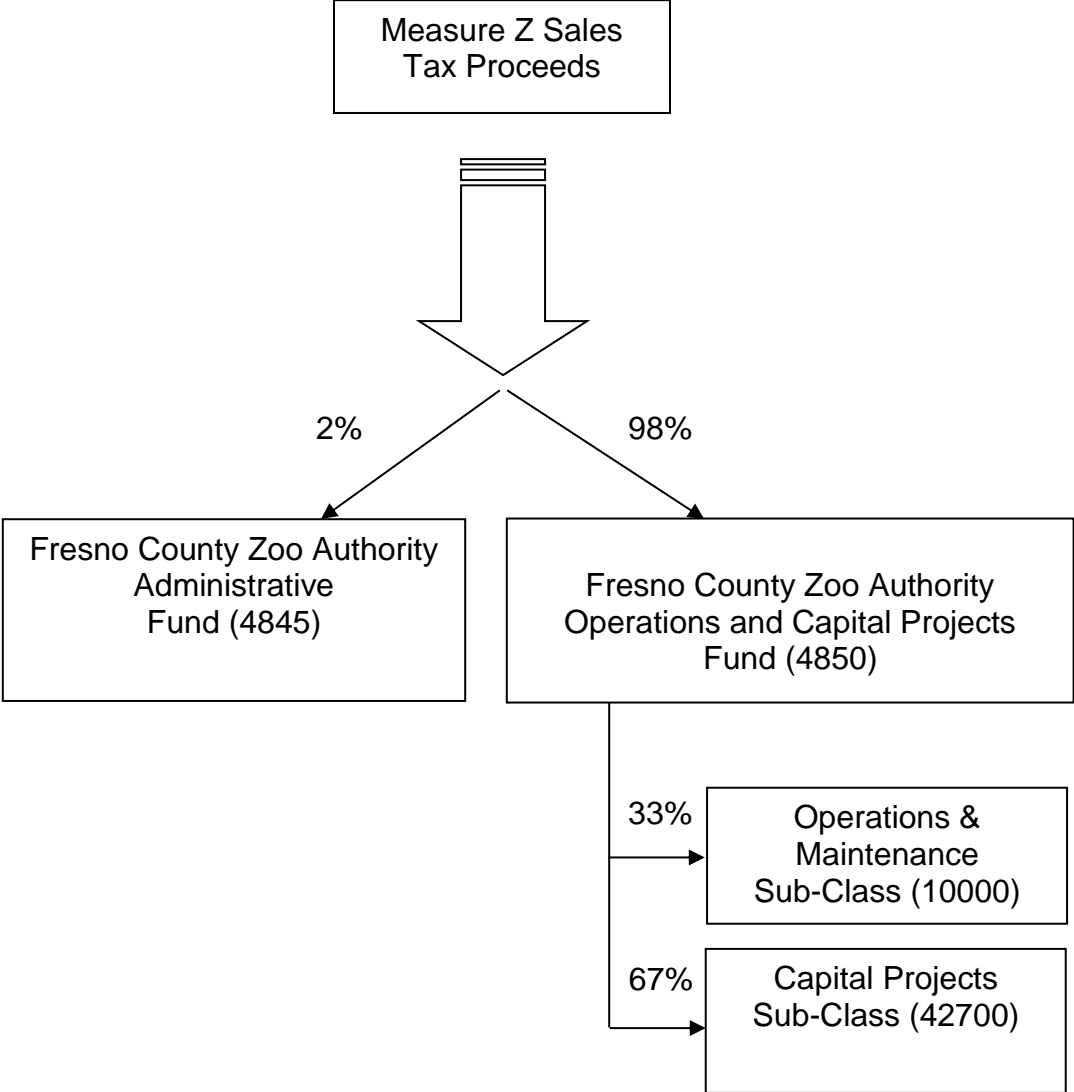 Measure Z Sales
Tax Proceeds
2%
98%
Fresno County Zoo Authority
Administrative
Fund (4845)
Fresno County Zoo Authority
Operations and Capital Projects
Fund (4850)
33%
Operations &
Maintenance
Sub-Class (10000)
67%
Capital Projects
Sub-Class (42700)